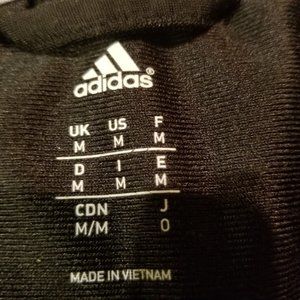 adidas®
UK US F
M M M
D I E
M M M
CDN J
M/M O
MADE IN VIETNAM